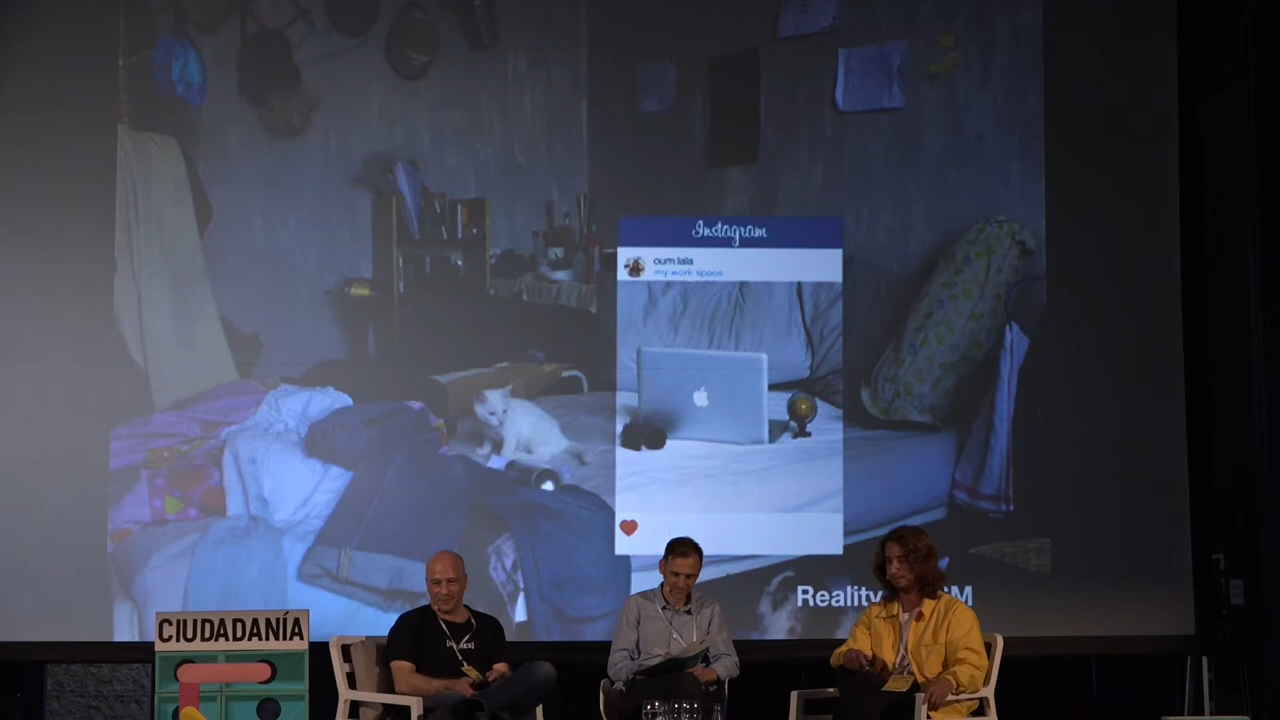 Instagram
oum.lala
my work space
Reality
CIUDADANÍA